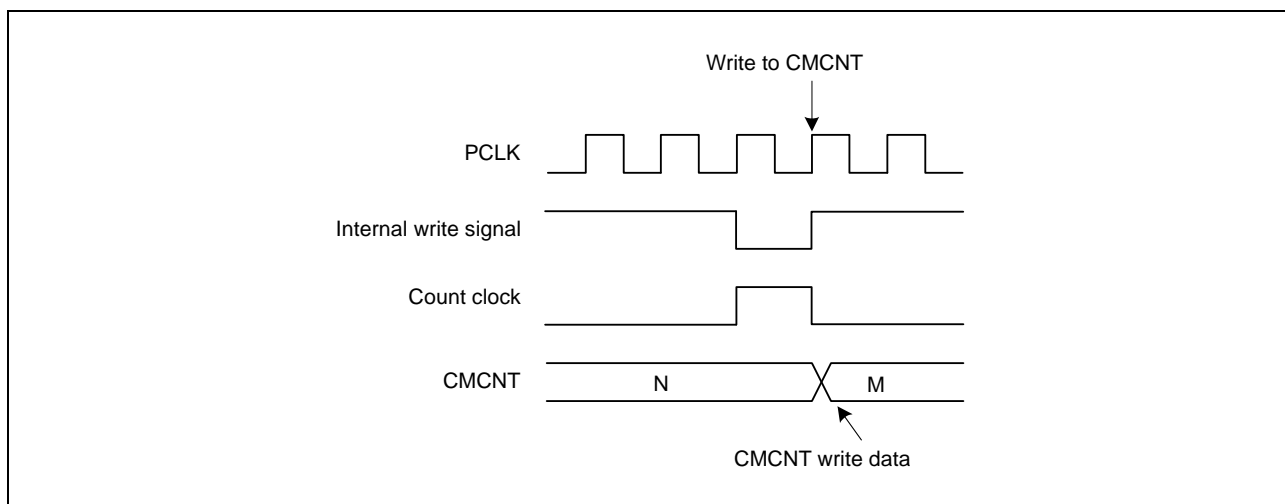 Write to CMCNT
PCLK
Internal write signal
Count clock
CMCNT
N
M
CMCNT write data